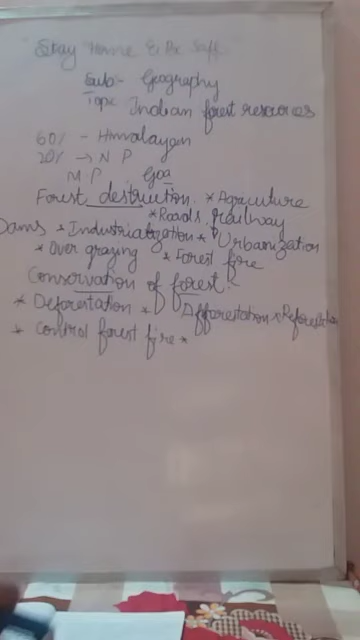 Stay Home & Be Safe
Sub:- Geography
Topic Indian forest resources
60% - Himalayan
20% → N P
M P Goa
Forest destruction. * Agriculture
* Roads, railway
Dams * Industrialization * Urbanization
* Over grazing * Forest fire
Conservation of forest:-
* Deforestation * Afforestation * Reforestation
* Control forest fire *